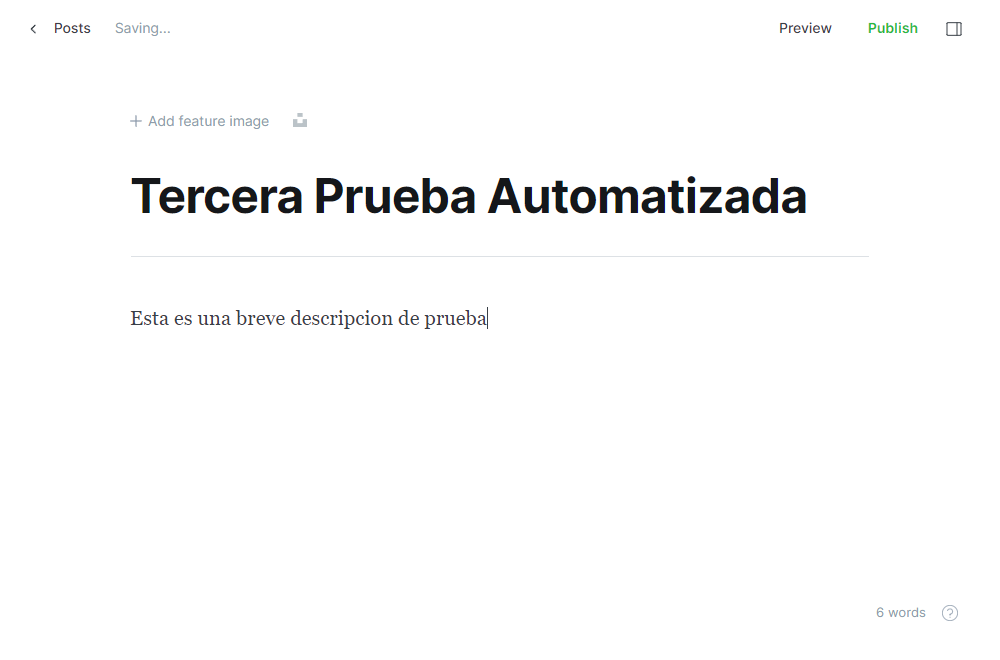 Posts Saving... Preview Publish
Add feature image
Tercera Prueba Automatizada
Esta es una breve descripcion de prueba
6 words ?